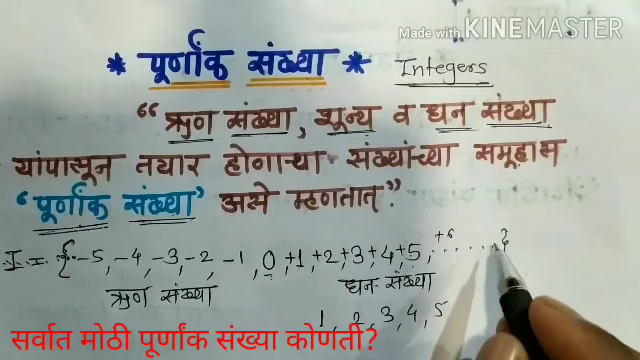 Made with KINEMASTER
* पूर्णांक संख्या * Integers
“ ऋण संख्या, शून्य व धन संख्या
यांपासून तयार होणाऱ्या संख्यांच्या समूहास
‘पूर्णांक संख्या’ असे म्हणतात.”
I = { -5, -4, -3, -2, -1, 0, +1, +2, +3, +4, +5, +6 ...... }
ऋण संख्या धन संख्या
1, 2, 3, 4, 5
सर्वात मोठी पूर्णांक संख्या कोणती?